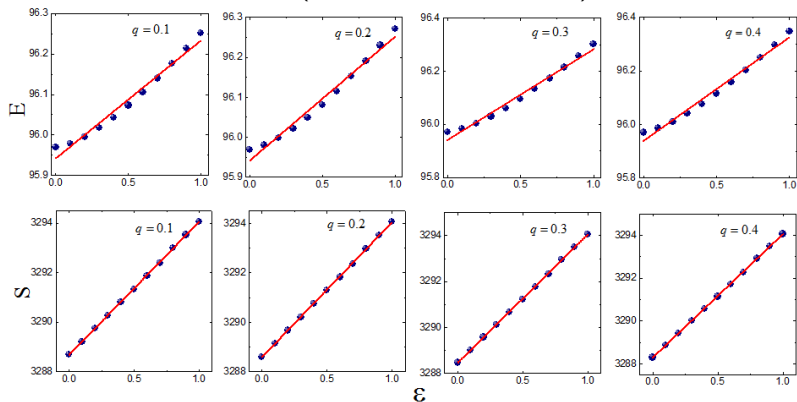 q = 0.1
q = 0.2
q = 0.3
q = 0.4
E
96.3
96.2
96.1
96.0
95.9
0.0 0.5 1.0
96.3
96.2
96.1
96.0
95.9
0.0 0.5 1.0
96.4
96.2
96.0
95.8
0.0 0.5 1.0
96.4
96.2
96.0
95.8
0.0 0.5 1.0
q = 0.1
q = 0.2
q = 0.3
q = 0.4
S
3294
3292
3290
3288
0.0 0.5 1.0
3294
3292
3290
3288
0.0 0.5 1.0
3294
3292
3290
3288
0.0 0.5 1.0
3294
3292
3290
3288
0.0 0.5 1.0
ε